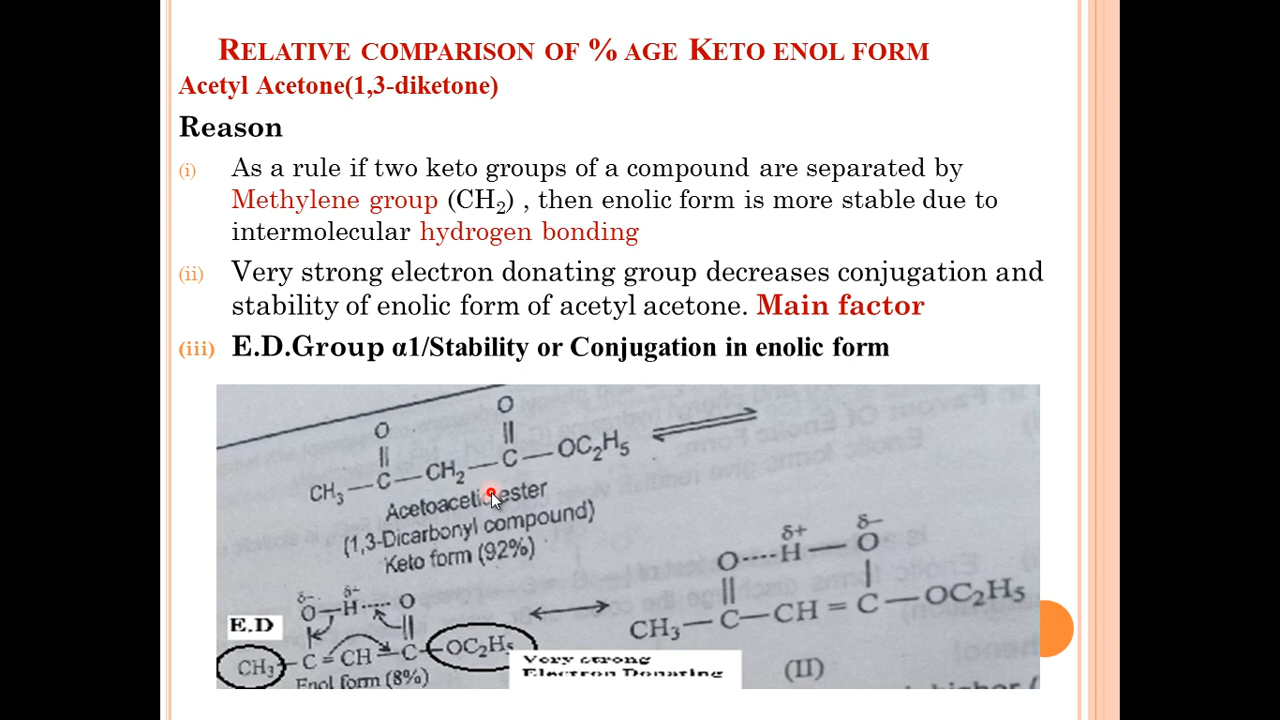 RELATIVE COMPARISON OF % AGE KETO ENOL FORM
Acetyl Acetone(1,3-diketone)
Reason
(i) As a rule if two keto groups of a compound are separated by
Methylene group (CH₂) , then enolic form is more stable due to
intermolecular hydrogen bonding
(ii) Very strong electron donating group decreases conjugation and
stability of enolic form of acetyl acetone. Main factor
(iii) E.D.Group α1/Stability or Conjugation in enolic form
O O
CH₃—C—CH₂—C—OC₂H₅
Acetoacetic ester
(1,3-Dicarbonyl compound)
Keto form (92%)
δ– δ+
O—H----O
E.D
CH₃—C=CH—C—OC₂H₅
Enol form (8%)
Very strong
Electron Donating
δ+ δ–
O----H—O
CH₃—C—CH=C—OC₂H₅
(II)